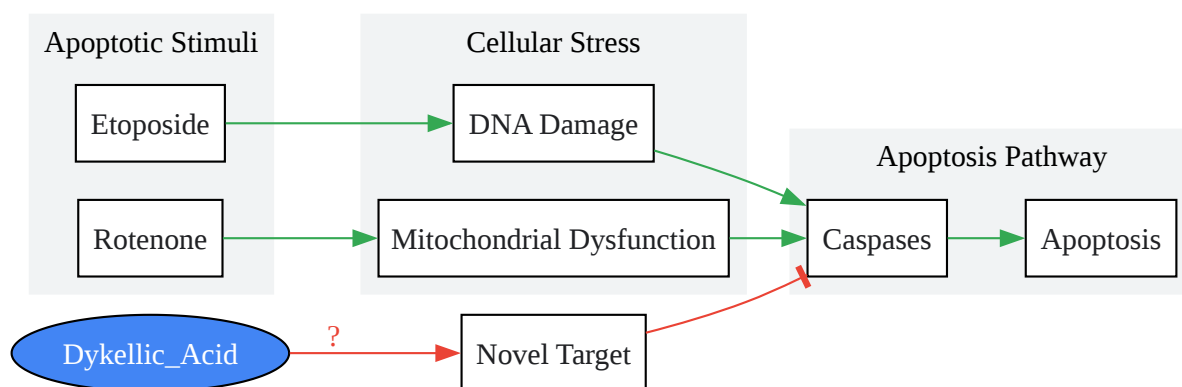 Apoptotic Stimuli
Cellular Stress
Apoptosis Pathway
Etoposide
DNA Damage
Rotenone
Mitochondrial Dysfunction
Caspases
Apoptosis
?
Dykellic_Acid
Novel Target